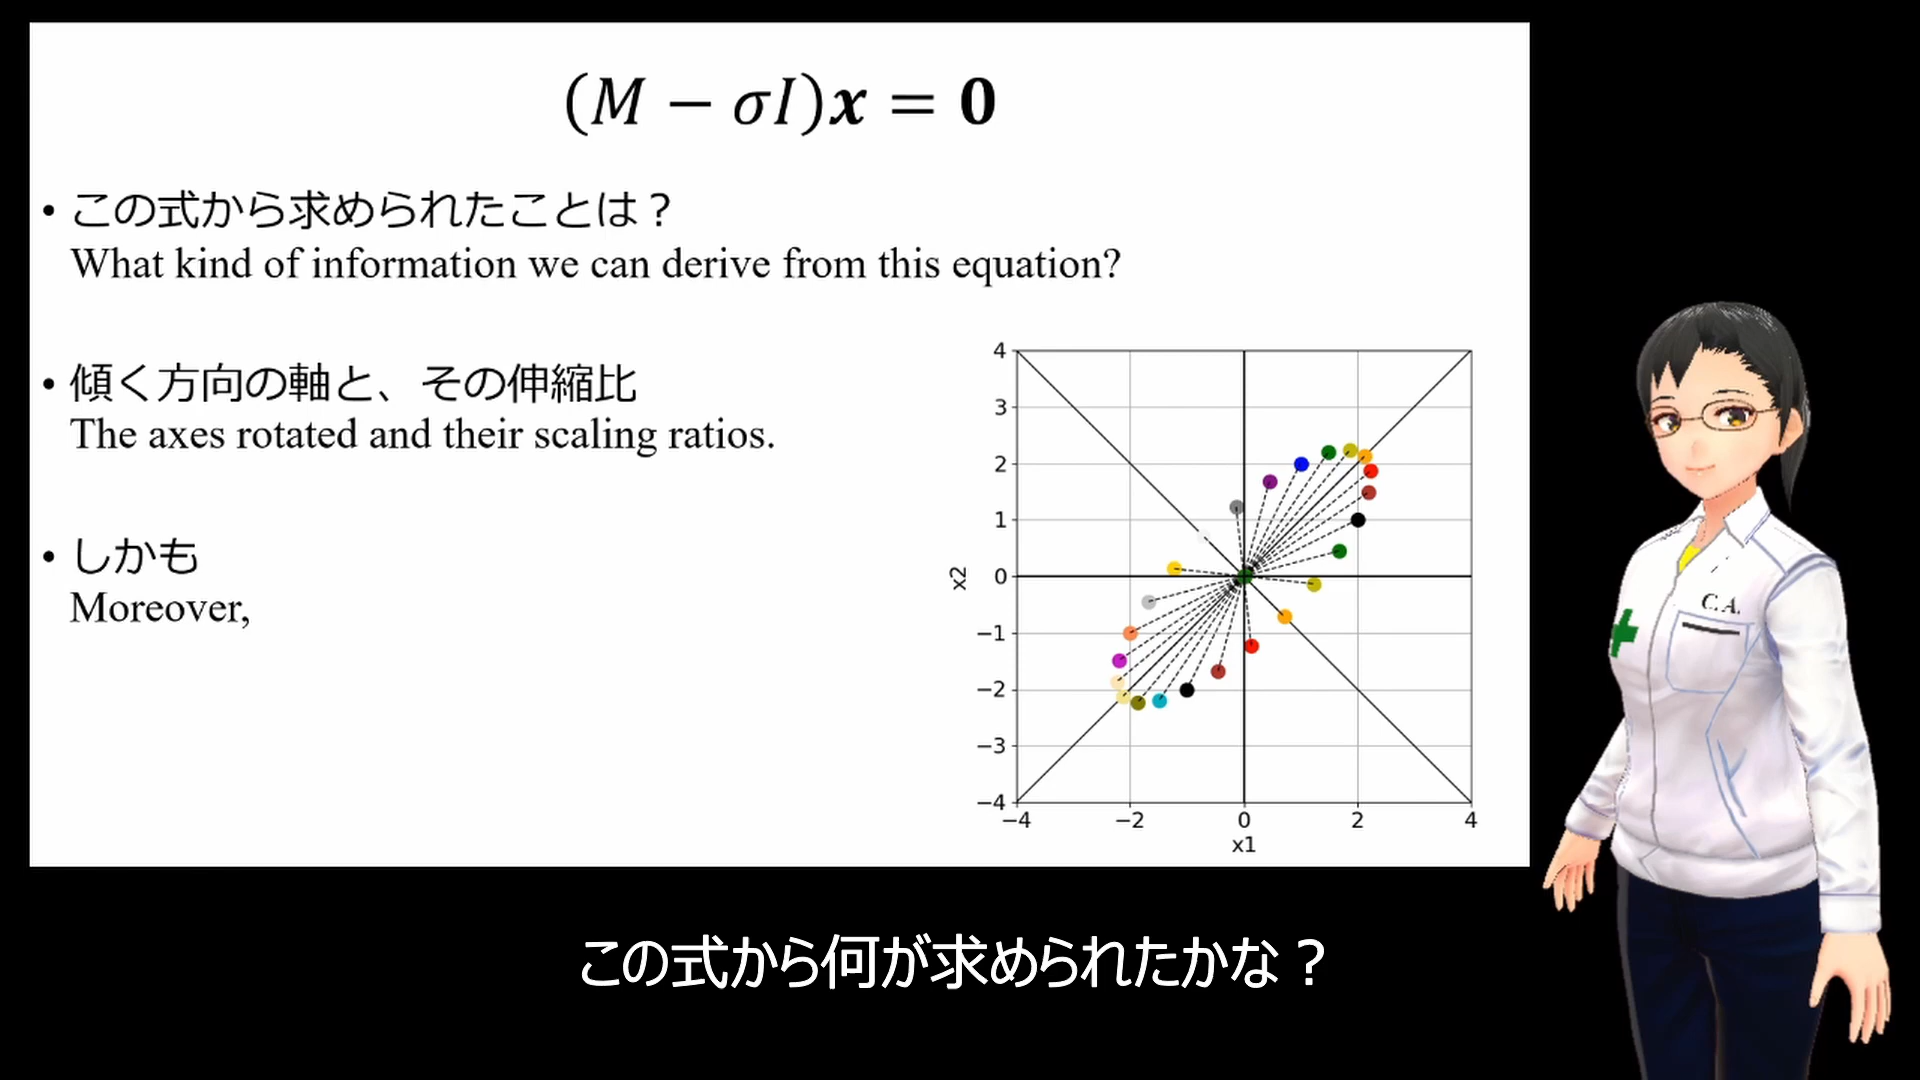 (M − σI)x = 0
• この式から求められたことは？
What kind of information we can derive from this equation?
• 傾く方向の軸と、その伸縮比
The axes rotated and their scaling ratios.
• しかも
Moreover,
4
3
2
1
0
−1
−2
−3
−4
x2
−4 −2 0 2 4
x1
C.A.
この式から何が求められたかな？